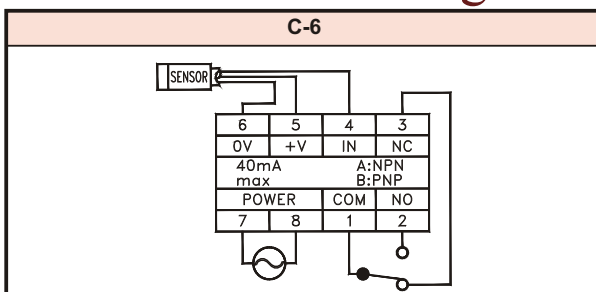 C-6
SENSOR
6 5 4 3
0V +V IN NC
40mA A:NPN
max B:PNP
POWER COM NO
7 8 1 2